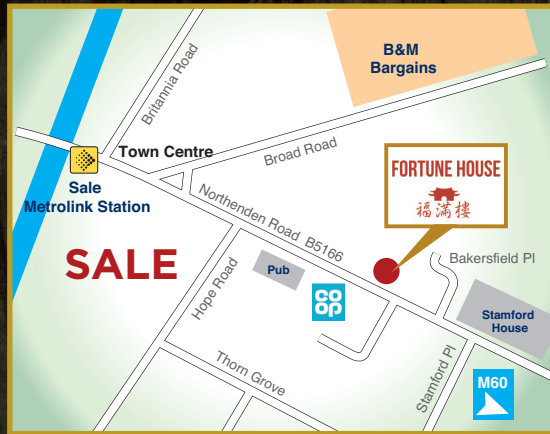 B&M
Bargains
Britannia Road
Town Centre
Broad Road
Sale
Metrolink Station
FORTUNE HOUSE
福滿樓
Northenden Road B5166
SALE
Bakersfield Pl
Pub
Hope Road
co
op
Stamford
House
Thorn Grove
Stamford Pl
M60